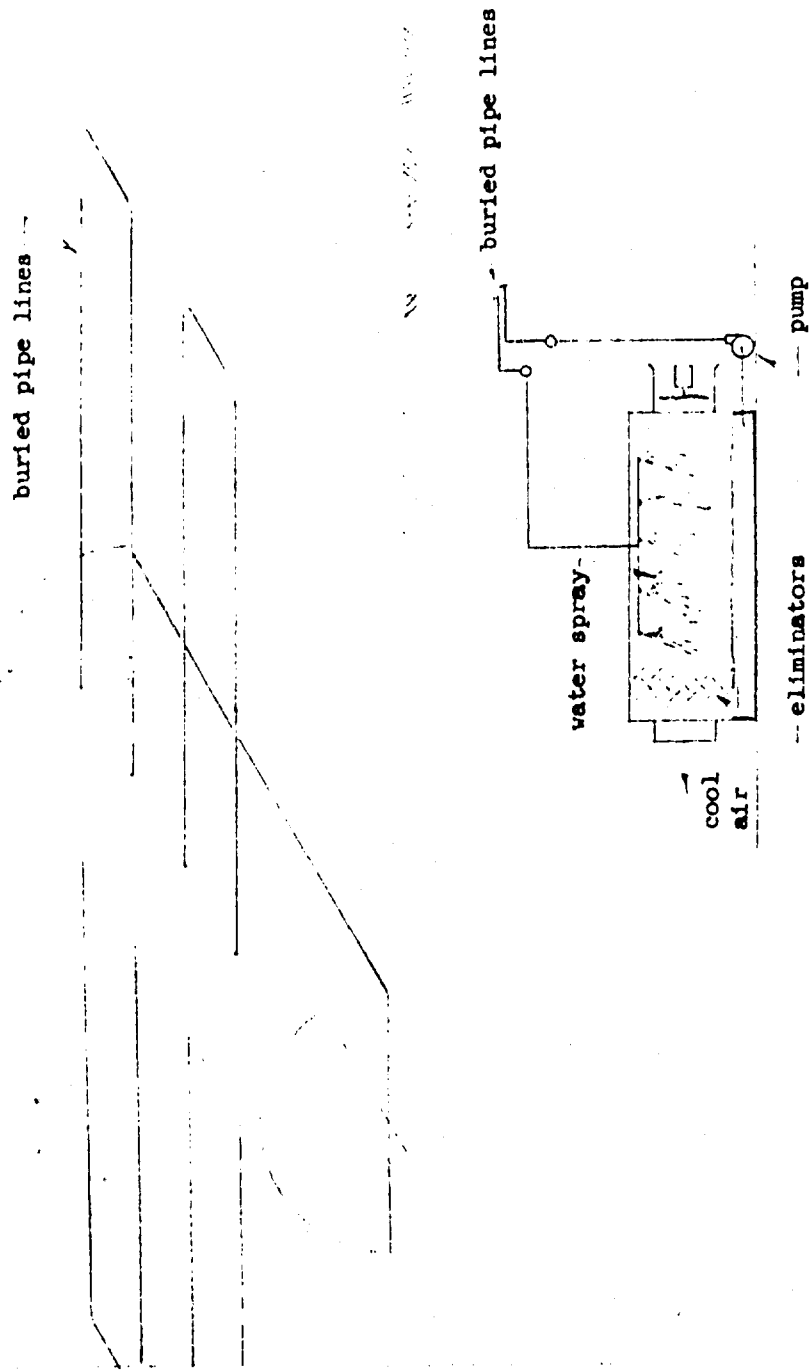 buried pipe lines
buried pipe lines
water spray
cool
air
eliminators
pump